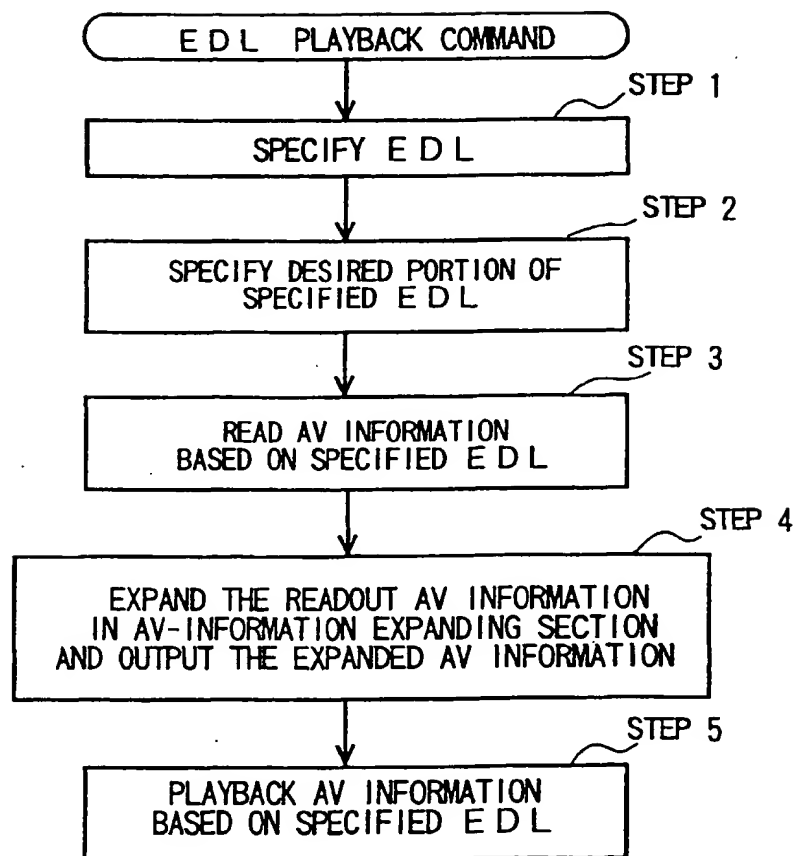 EDL PLAYBACK COMMAND
STEP 1
SPECIFY EDL
STEP 2
SPECIFY DESIRED PORTION OF
SPECIFIED EDL
STEP 3
READ AV INFORMATION
BASED ON SPECIFIED EDL
STEP 4
EXPAND THE READOUT AV INFORMATION
IN AV-INFORMATION EXPANDING SECTION
AND OUTPUT THE EXPANDED AV INFORMATION
STEP 5
PLAYBACK AV INFORMATION
BASED ON SPECIFIED EDL